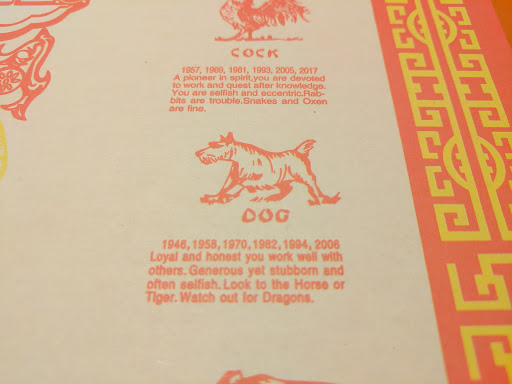 COCK
1957, 1969, 1981, 1993, 2005, 2017
A pioneer in spirit,you are devoted
to work and quest after knowledge.
You are selfish and eccentric.Rab-
bits are trouble.Snakes and Oxen
are fine.
DOG
1946,1958,1970,1982,1994, 2006
Loyal and honest you work well with
others.Generous yet stubborn and
often selfish.Look to the Horse or
Tiger.Watch out for Dragons.